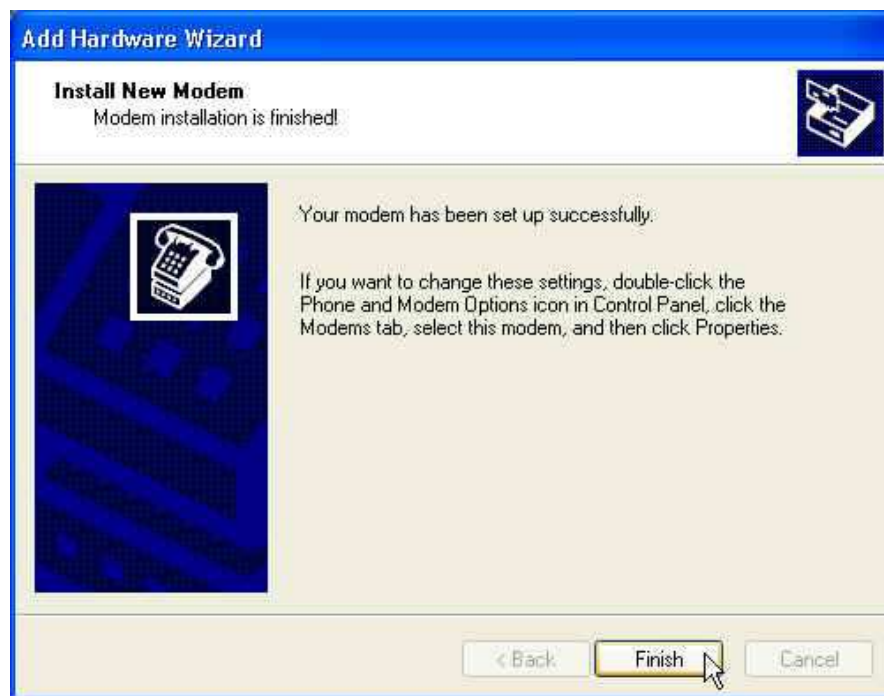 Add Hardware Wizard
Install New Modem
Modem installation is finished!
Your modem has been set up successfully.
If you want to change these settings, double-click the
Phone and Modem Options icon in Control Panel, click the
Modems tab, select this modem, and then click Properties.
< Back Finish Cancel